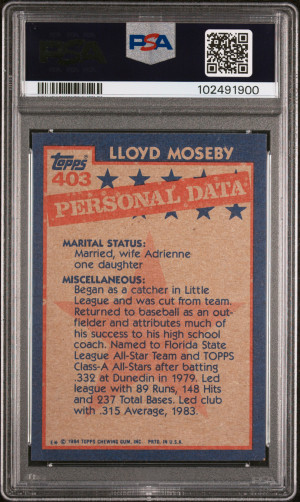 PSA
PSA
102491900
topps
LLOYD MOSEBY
403
PERSONAL DATA
MARITAL STATUS:
Married, wife Adrienne
one daughter
MISCELLANEOUS:
Began as a catcher in Little
League and was cut from team.
Returned to baseball as an out-
fielder and attributes much of
his success to his high school
coach. Named to Florida State
League All-Star Team and TOPPS
Class-A All-Stars after batting
.332 at Dunedin in 1979. Led
league with 89 Runs, 148 Hits
and 237 Total Bases. Led club
with .315 Average, 1983.
© 1984 TOPPS CHEWING GUM, INC. PRTD. IN U.S.A.